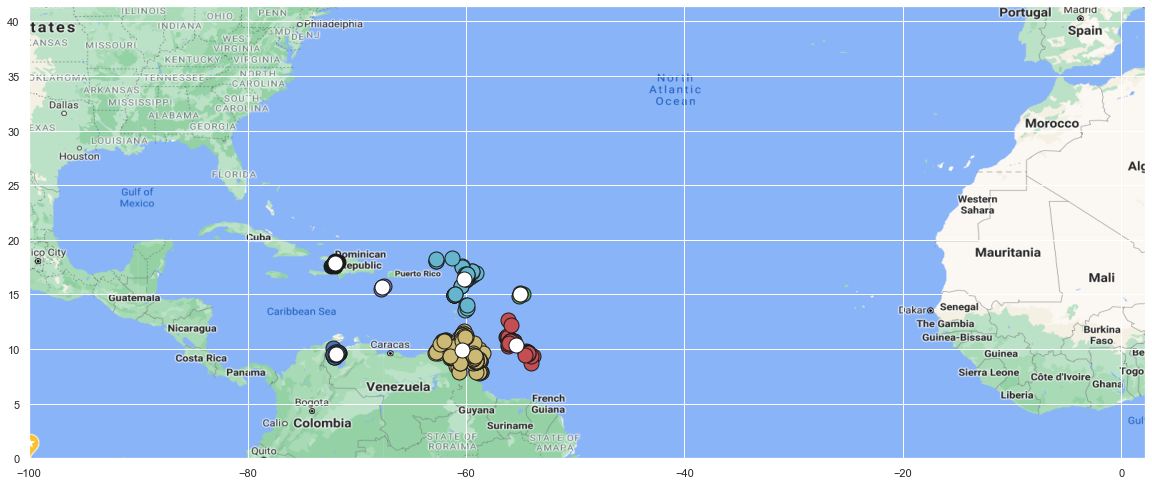 ILLINOIS
OHIO
PENN
Philadelphia
tates
INDIANA
MD
DE
NJ
KANSAS
MISSOURI
WEST
VIRGINIA
KENTUCKY
VIRGINIA
OKLAHOMA
TENNESSEE
NORTH
CAROLINA
ARKANSAS
MISSISSIPPI
SOUTH
CAROLINA
Dallas
ALABAMA
GEORGIA
EXAS
LOUISIANA
Houston
FLORIDA
Gulf of
Mexico
Cuba
ico City
Dominican
Republic
Puerto Rico
Guatemala
Caribbean Sea
Nicaragua
Caracas
Costa Rica
Panama
Venezuela
Bogota
Cali
Colombia
Guyana
French
Guiana
Suriname
STATE OF
RORAIMA
STATE OF
AMAPA
Quito
North
Atlantic
Ocean
Portugal
Madrid
Spain
Morocco
Alg
Western
Sahara
Mauritania
Mali
Dakar
Senegal
The Gambia
Guinea-Bissau
Burkina
Faso
Guinea
Be
Sierra Leone
Côte d'Ivoire
Togo
Ghana
Liberia
Gulf
40
35
30
25
20
15
10
5
0
−100
−80
−60
−40
−20
0